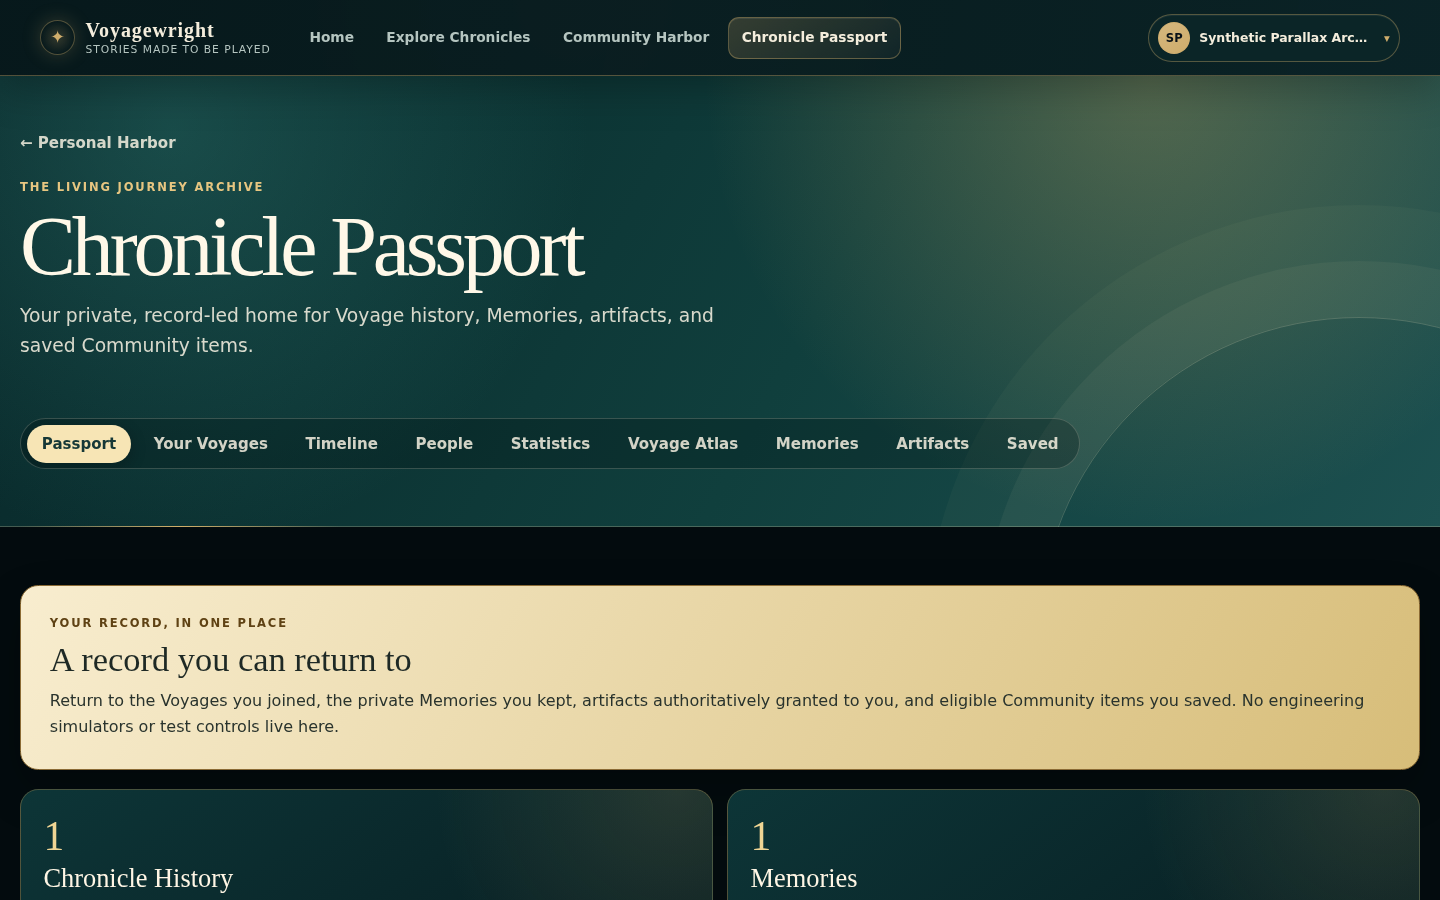 Voyagewright
STORIES MADE TO BE PLAYED
Home
Explore Chronicles
Community Harbor
Chronicle Passport
SP
Synthetic Parallax Arc…
← Personal Harbor
THE LIVING JOURNEY ARCHIVE
Chronicle Passport
Your private, record-led home for Voyage history, Memories, artifacts, and
saved Community items.
Passport
Your Voyages
Timeline
People
Statistics
Voyage Atlas
Memories
Artifacts
Saved
YOUR RECORD, IN ONE PLACE
A record you can return to
Return to the Voyages you joined, the private Memories you kept, artifacts authoritatively granted to you, and eligible Community items you saved. No engineering
simulators or test controls live here.
1
Chronicle History
1
Memories